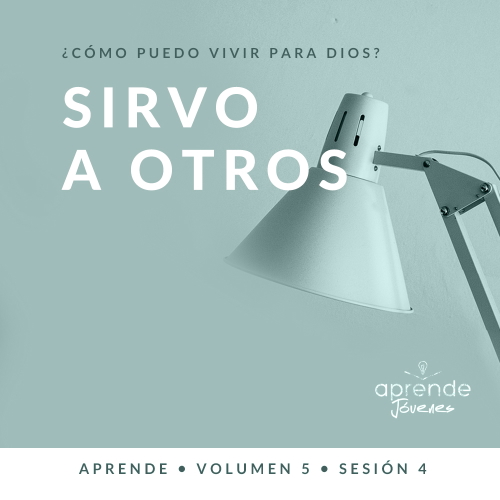 ¿CÓMO PUEDO VIVIR PARA DIOS?
SIRVO
A OTROS
aprende
Jóvenes
APRENDE • VOLUMEN 5 • SESIÓN 4